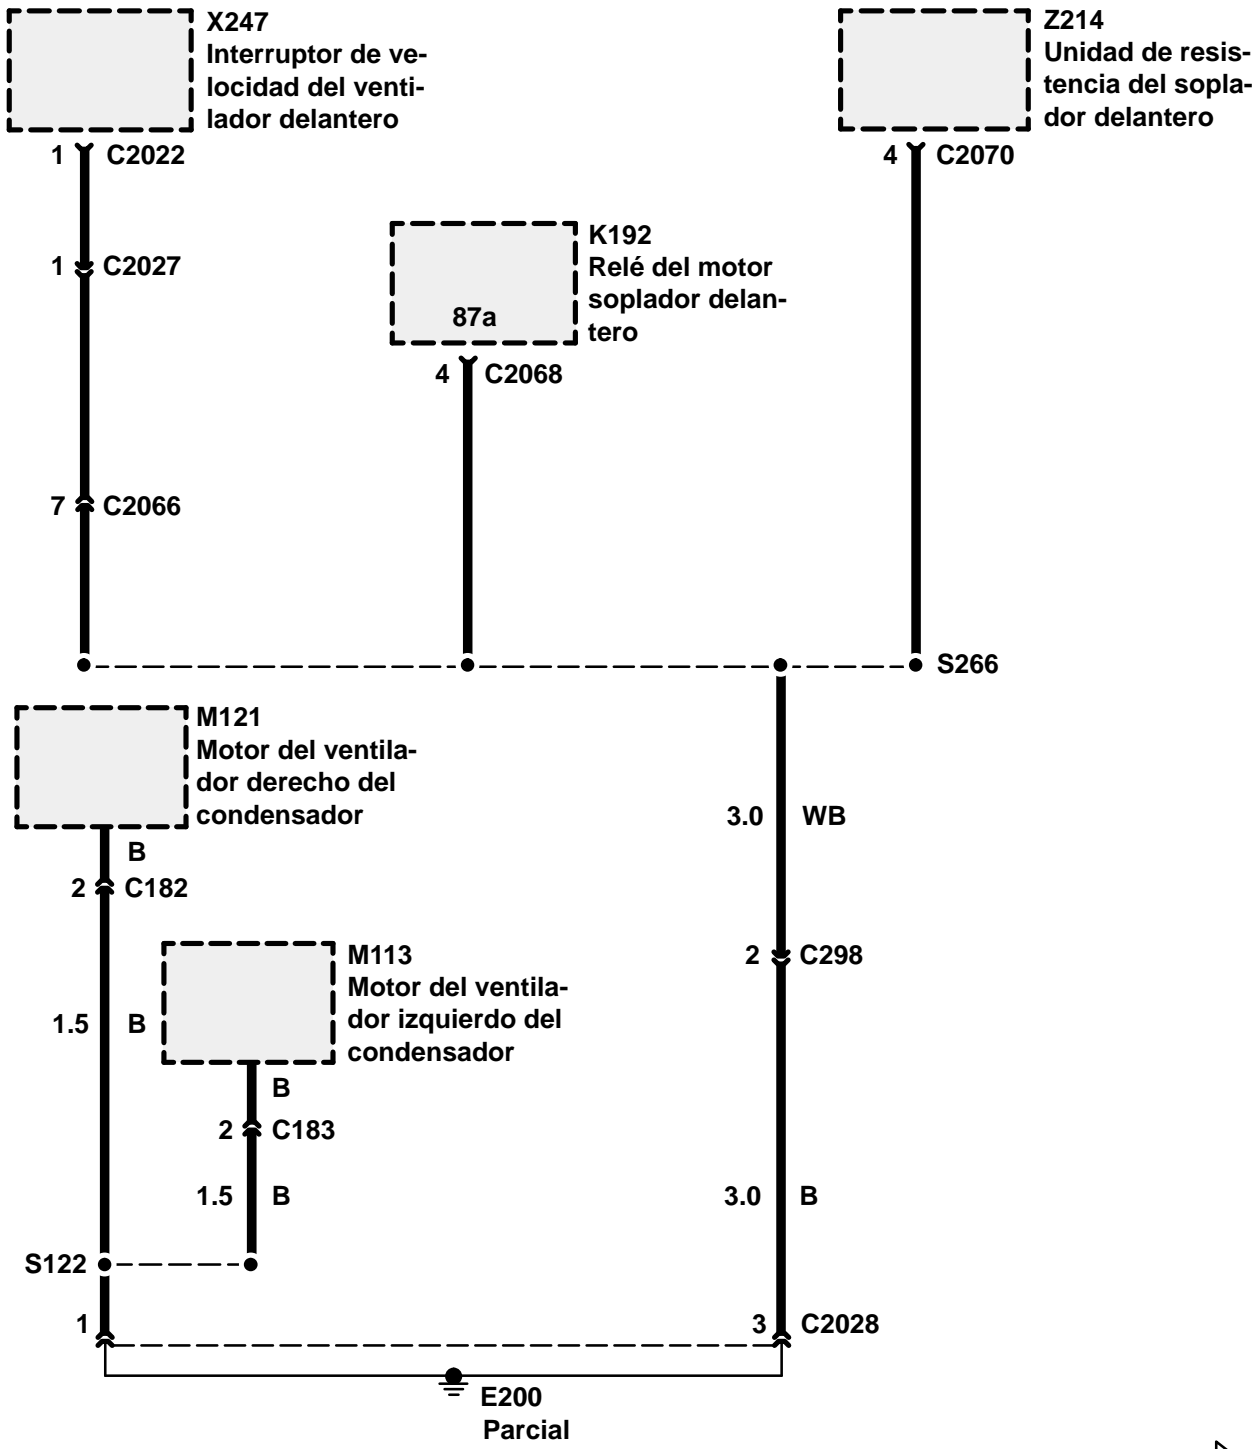 X247
Interruptor de ve-
locidad del venti-
lador delantero
1 C2022
1 C2027
7 C2066
K192
Relé del motor
soplador delan-
tero
87a
4 C2068
Z214
Unidad de resis-
tencia del sopla-
dor delantero
4 C2070
S266
M121
Motor del ventila-
dor derecho del
condensador
B
2 C182
1.5 B
M113
Motor del ventila-
dor izquierdo del
condensador
B
2 C183
1.5 B
S122
1
3.0 WB
2 C298
3.0 B
3 C2028
E200
Parcial